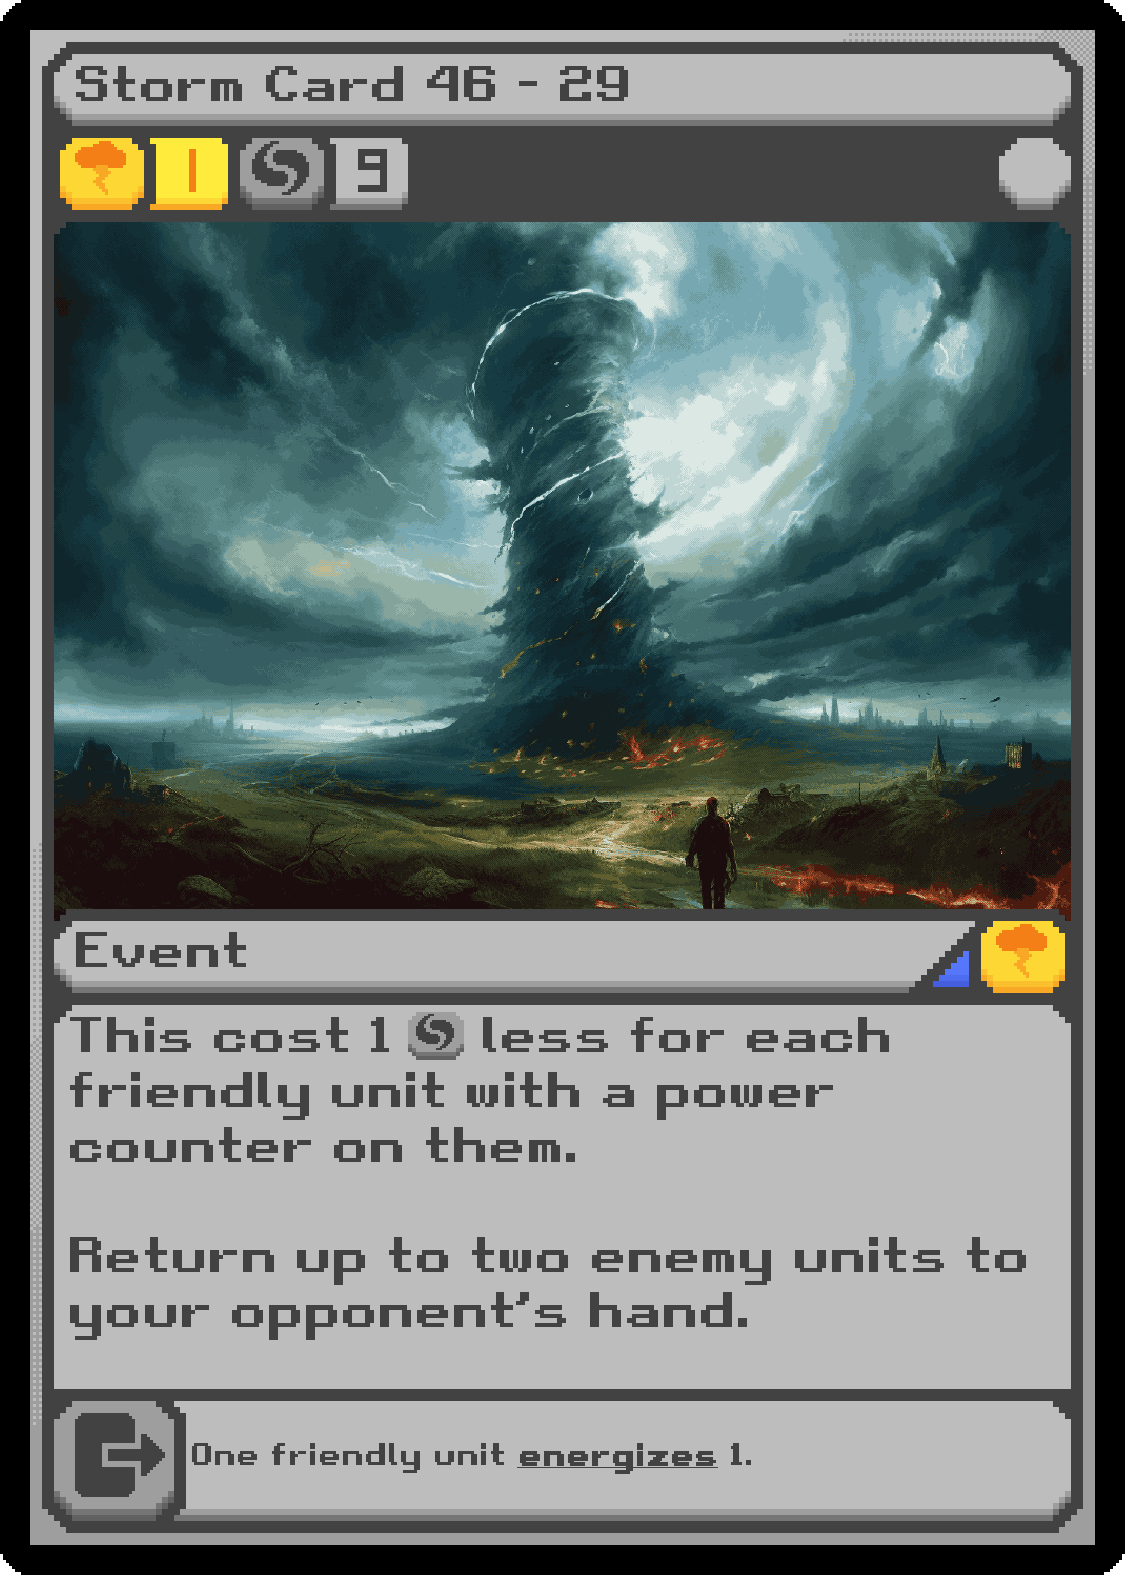 Storm Card 46 - 29
1 9
Event
This cost 1 less for each
friendly unit with a power
counter on them.
Return up to two enemy units to
your opponent's hand.
One friendly unit energizes 1.